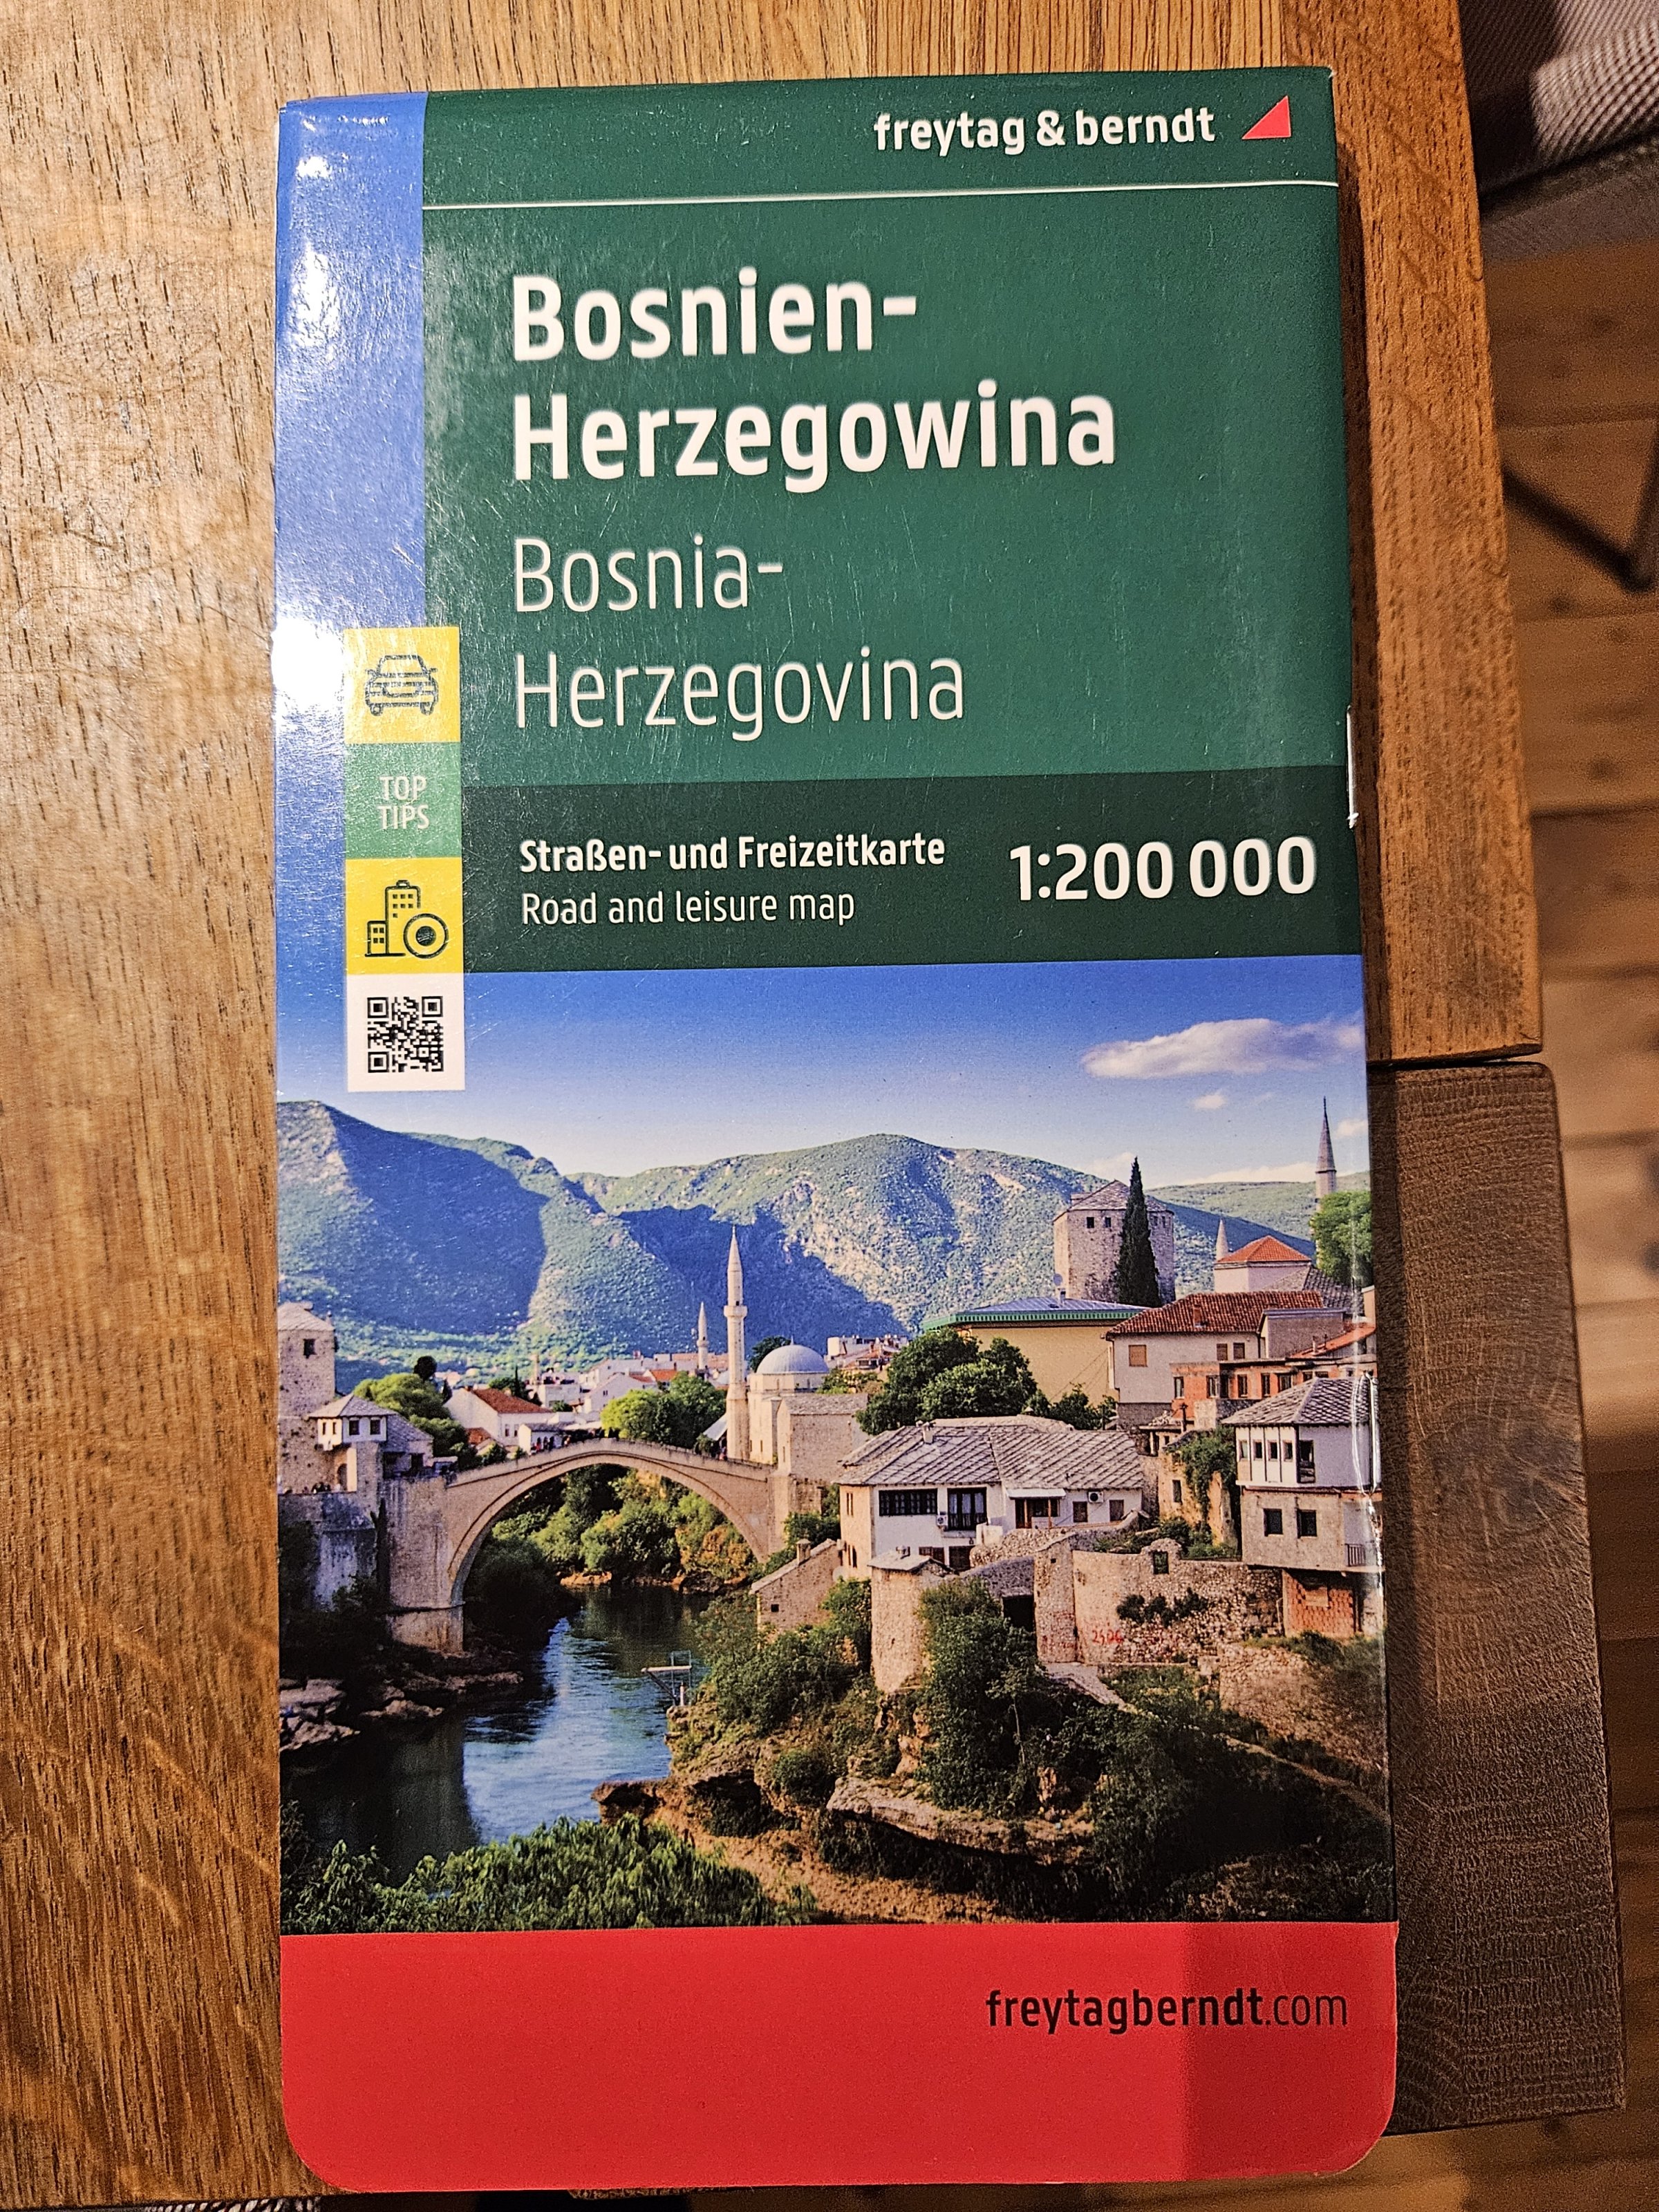 freytag & berndt
Bosnien-
Herzegowina
Bosnia-
Herzegovina
TOP
TIPS
Straßen- und Freizeitkarte
Road and leisure map
1:200 000
freytagberndt.com